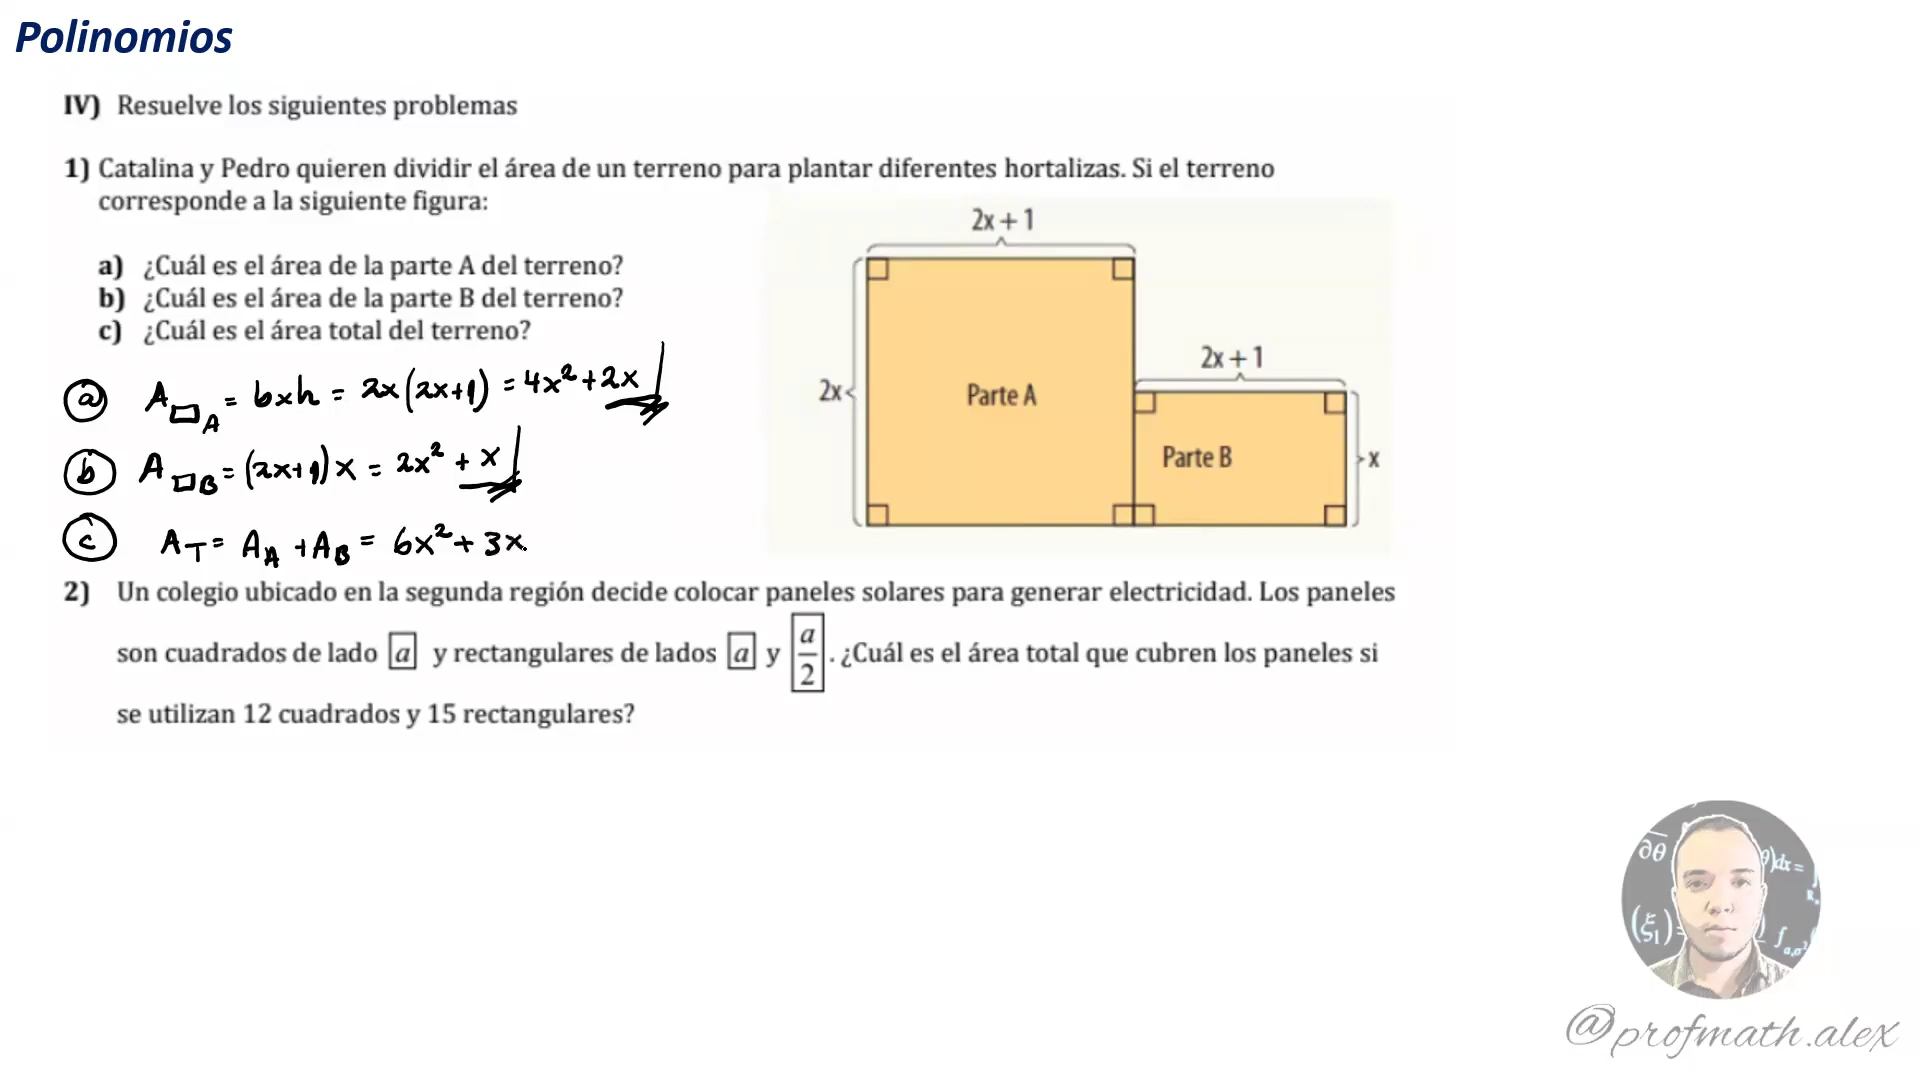 Polinomios
IV) Resuelve los siguientes problemas
1) Catalina y Pedro quieren dividir el área de un terreno para plantar diferentes hortalizas. Si el terreno
corresponde a la siguiente figura:
a) ¿Cuál es el área de la parte A del terreno?
b) ¿Cuál es el área de la parte B del terreno?
c) ¿Cuál es el área total del terreno?
2x + 1
2x
Parte A
2x + 1
Parte B
x
a A▭A = bxh = 2x(2x+1) = 4x²+2x
b A▭B = (2x+1)x = 2x² + x
c AT = AA + AB = 6x² + 3x
2) Un colegio ubicado en la segunda región decide colocar paneles solares para generar electricidad. Los paneles
son cuadrados de lado a y rectangulares de lados a y a/2. ¿Cuál es el área total que cubren los paneles si
se utilizan 12 cuadrados y 15 rectangulares?
∂θ
(ξ1)
@profmath.alex